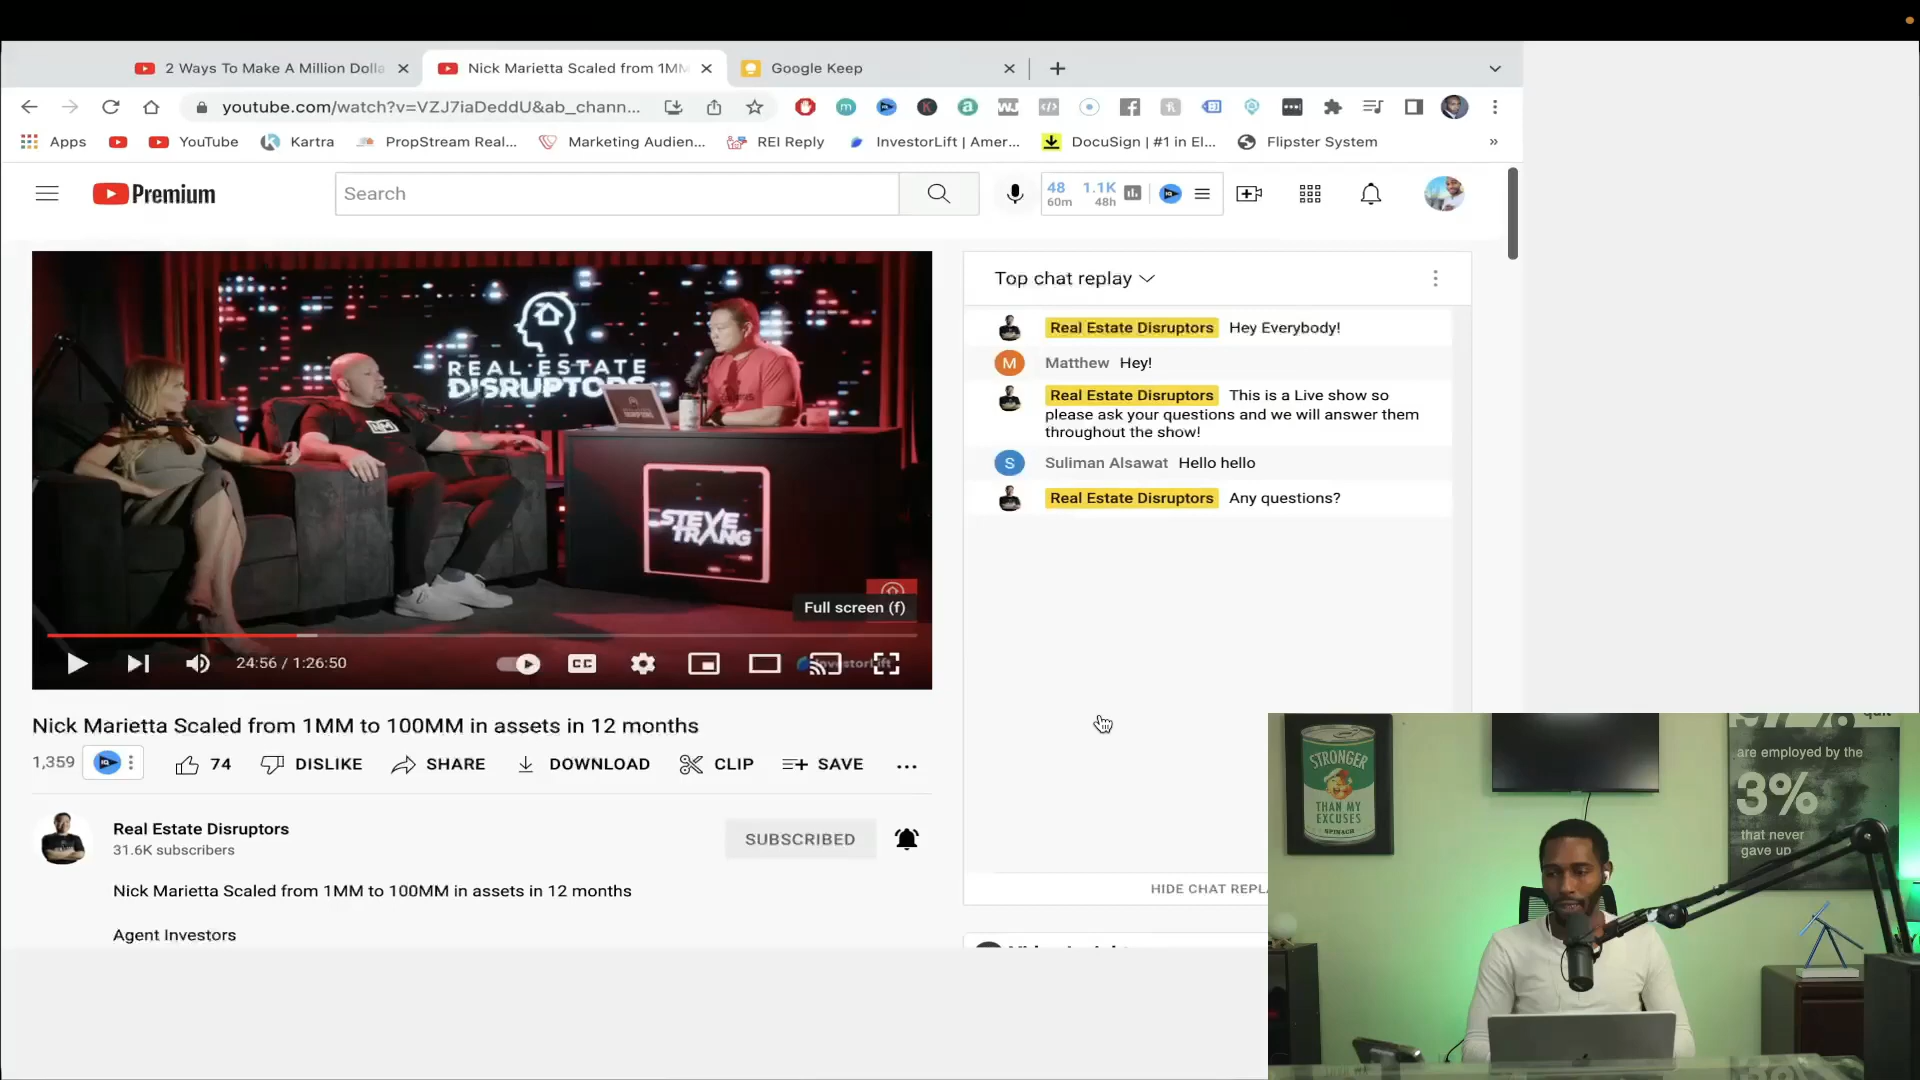 2 Ways To Make A Million Dolla
Nick Marietta Scaled from 1MM
Google Keep
youtube.com/watch?v=VZJ7iaDeddU&ab_chann...
Apps
YouTube
Kartra
PropStream Real...
Marketing Audien...
REI Reply
InvestorLift | Amer...
DocuSign | #1 in El...
Flipster System
Premium
Search
48
60m
1.1K
48h
REAL ESTATE
DISRUPTORS
STEVE
TRANG
Full screen (f)
24:56 / 1:26:50
CC
Top chat replay
Real Estate Disruptors Hey Everybody!
M Matthew Hey!
Real Estate Disruptors This is a Live show so
please ask your questions and we will answer them
throughout the show!
S Suliman Alsawat Hello hello
Real Estate Disruptors Any questions?
HIDE CHAT REPLA
Nick Marietta Scaled from 1MM to 100MM in assets in 12 months
1,359
74
DISLIKE
SHARE
DOWNLOAD
CLIP
SAVE
Real Estate Disruptors
31.6K subscribers
SUBSCRIBED
Nick Marietta Scaled from 1MM to 100MM in assets in 12 months
Agent Investors
STRONGER
THAN MY
EXCUSES
SPINACH
97% quit
are employed by the
3%
that never
gave up